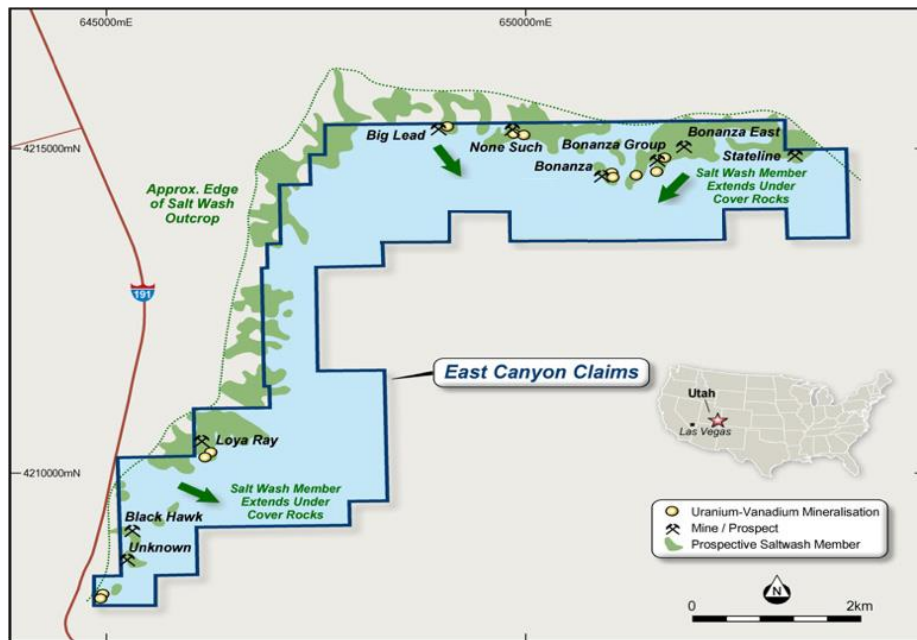 645000mE
650000mE
4215000mN
4210000mN
Big Lead
None Such
Bonanza Group
Bonanza East
Bonanza
Stateline
Salt Wash Member
Extends Under
Cover Rocks
Approx. Edge
of Salt Wash
Outcrop
191
East Canyon Claims
Utah
Las Vegas
Loya Ray
Salt Wash Member
Extends Under
Cover Rocks
Black Hawk
Unknown
Uranium-Vanadium Mineralisation
Mine / Prospect
Prospective Saltwash Member
N
0
2km